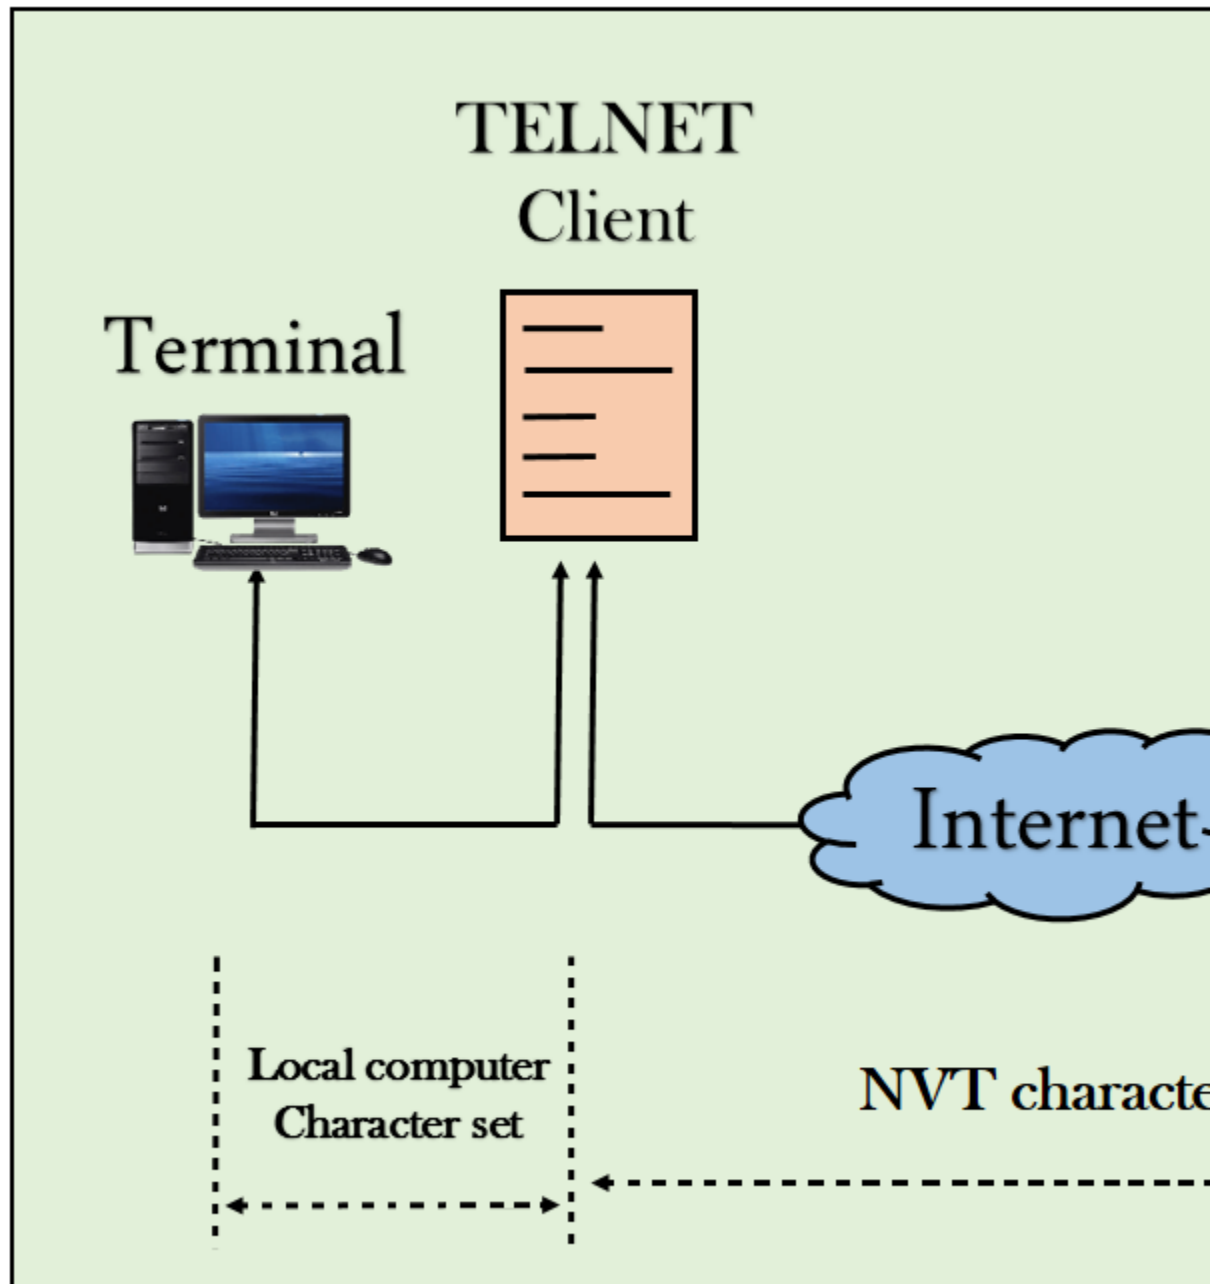 TELNET
Client
Terminal
Internet
Local computer
Character set
NVT characte